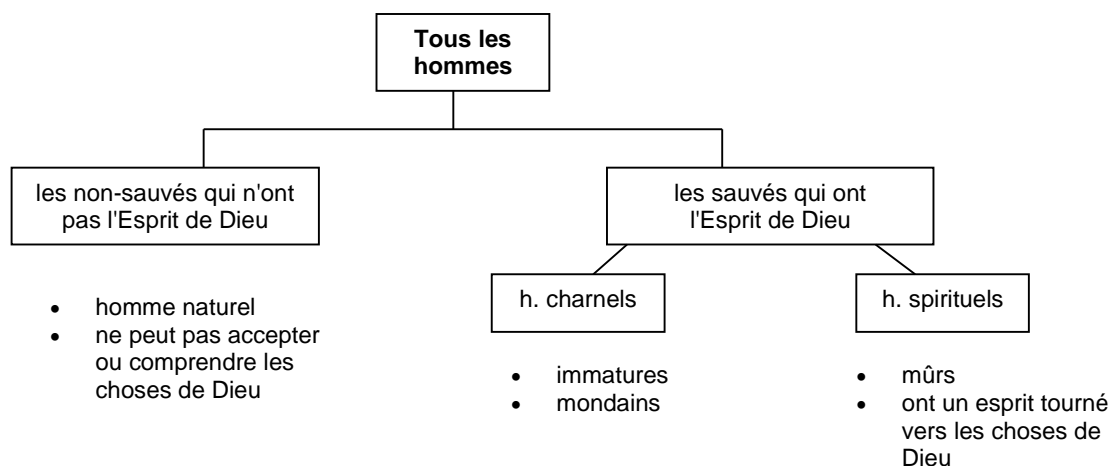 Tous les
hommes
les non-sauvés qui n'ont
pas l'Esprit de Dieu
les sauvés qui ont
l'Esprit de Dieu
• homme naturel
• ne peut pas accepter
ou comprendre les
choses de Dieu
h. charnels
h. spirituels
• immatures
• mondains
• mûrs
• ont un esprit tourné
vers les choses de
Dieu